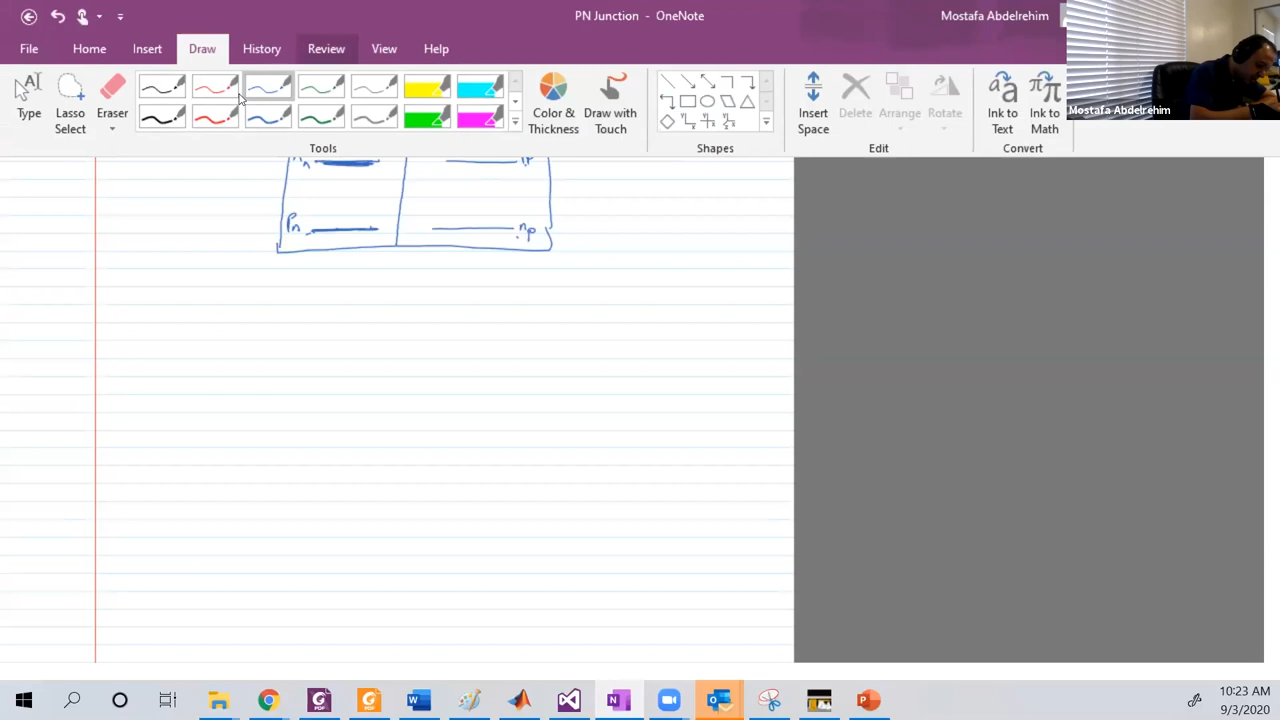 PN Junction - OneNote
Mostafa Abdelrehim
File Home Insert Draw History Review View Help
Type
Lasso Select
Eraser
Color & Thickness
Draw with Touch
Insert Space
Delete
Arrange
Rotate
Ink to Text
Ink to Math
Tools
Shapes
Edit
Convert
Mostafa Abdelrehim
Pn
np
10:23 AM
9/3/2020